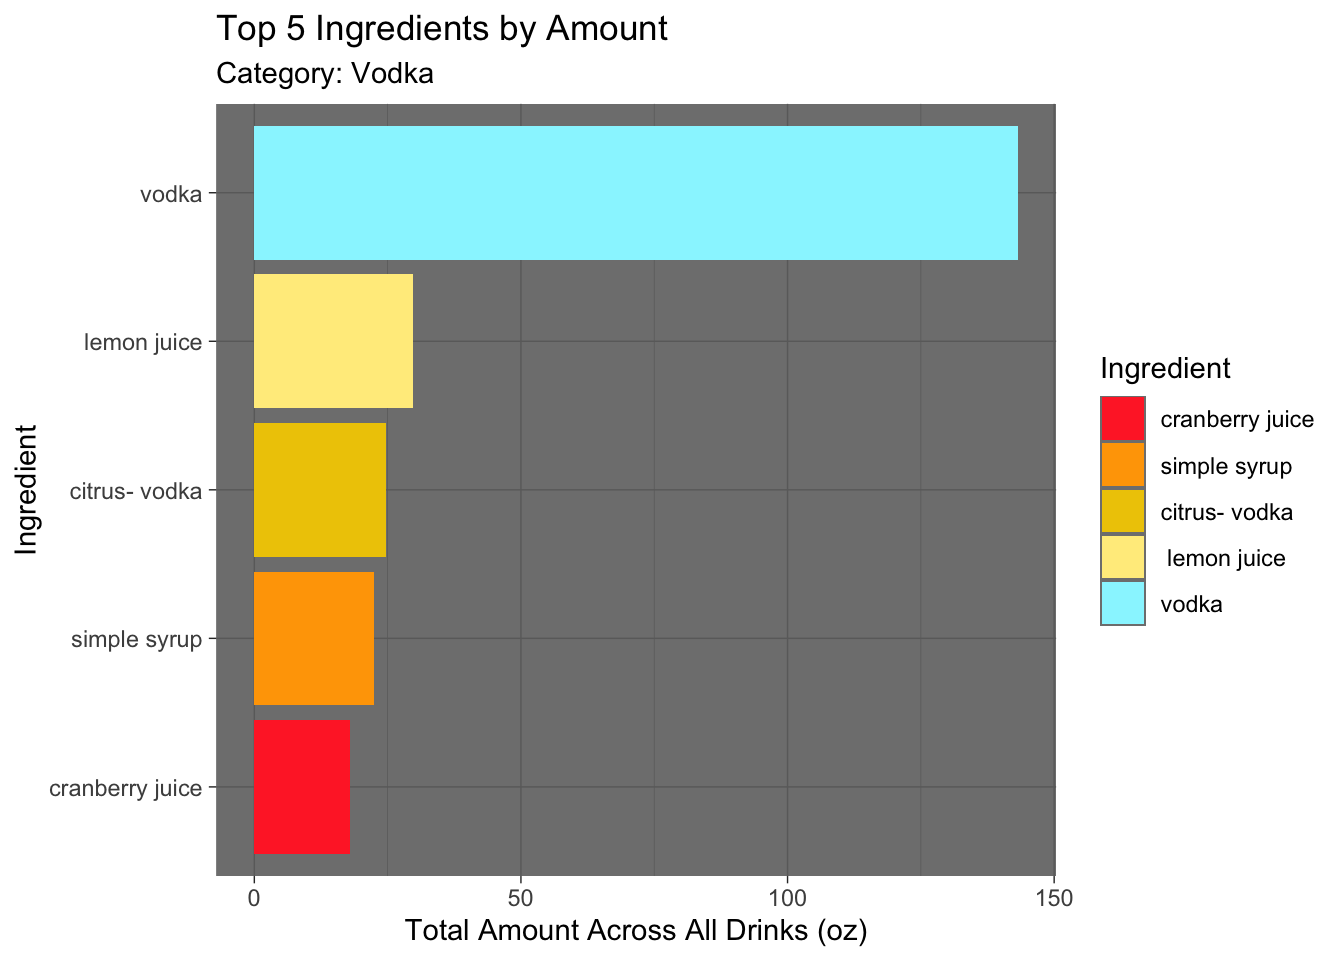 Top 5 Ingredients by Amount
Category: Vodka
vodka
lemon juice
citrus- vodka
simple syrup
cranberry juice
Ingredient
0 50 100 150
Total Amount Across All Drinks (oz)
Ingredient
cranberry juice
simple syrup
citrus- vodka
lemon juice
vodka